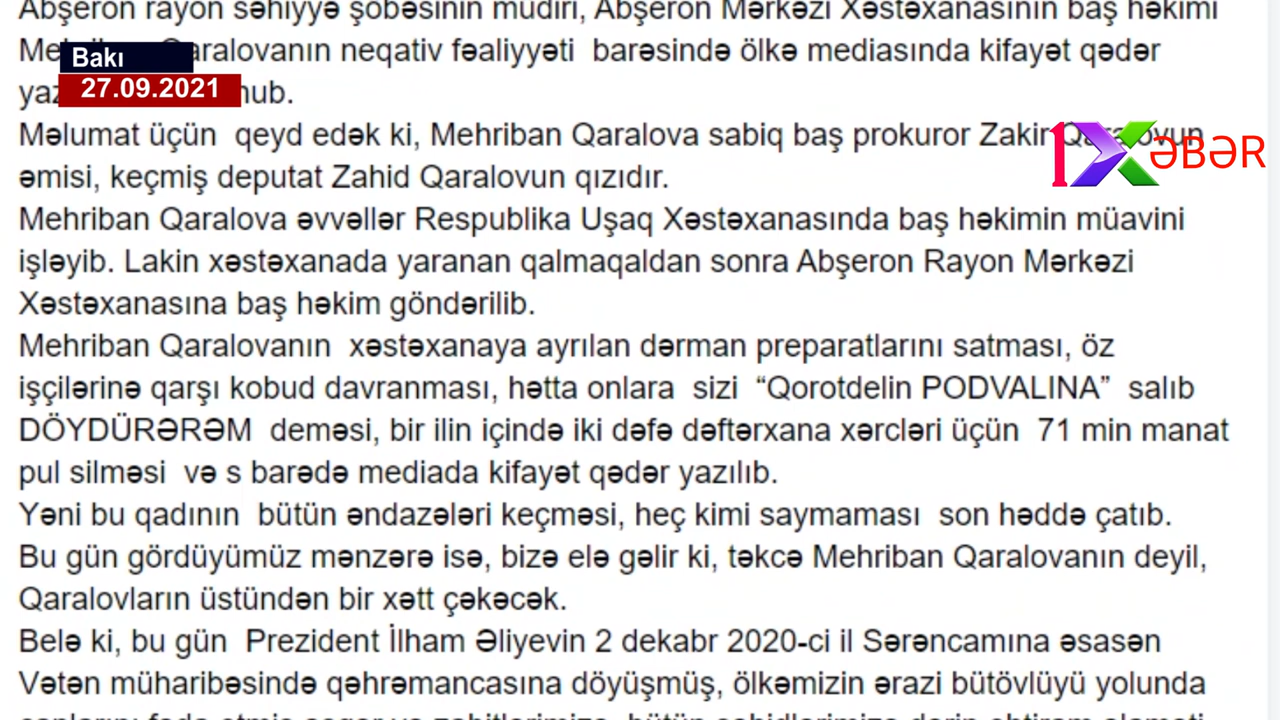 Abşeron rayon səhiyyə şöbəsinin müdiri, Abşeron Mərkəzi Xəstəxanasının baş həkimi
Bakı
neqativ fəaliyyəti barəsində ölkə mediasında kifayət qədər
27.09.2021
Məlumat üçün qeyd edək ki, Mehriban Qaralova sabiq baş prokuror Zakir Qaralovun
1XƏBƏR
əmisi, keçmiş deputat Zahid Qaralovun qızıdır.
Mehriban Qaralova əvvəllər Respublika Uşaq Xəstəxanasında baş həkimin müavini
işləyib. Lakin xəstəxanada yaranan qalmaqaldan sonra Abşeron Rayon Mərkəzi
Xəstəxanasına baş həkim göndərilib.
Mehriban Qaralovanın xəstəxanaya ayrılan dərman preparatlarını satması, öz
işçilərinə qarşı kobud davranması, hətta onlara sizi “Qorotdelin PODVALINA” salıb
DÖYDÜRƏRƏM deməsi, bir ilin içində iki dəfə dəftərxana xərcləri üçün 71 min manat
pul silməsi və s barədə mediada kifayət qədər yazılıb.
Yəni bu qadının bütün əndazələri keçməsi, heç kimi saymaması son həddə çatıb.
Bu gün gördüyümüz mənzərə isə, bizə elə gəlir ki, təkcə Mehriban Qaralovanın deyil,
Qaralovların üstündən bir xətt çəkəcək.
Belə ki, bu gün Prezident İlham Əliyevin 2 dekabr 2020-ci il Sərəncamına əsasən
Vətən müharibəsində qəhrəmancasına döyüşmüş, ölkəmizin ərazi bütövlüyü yolunda